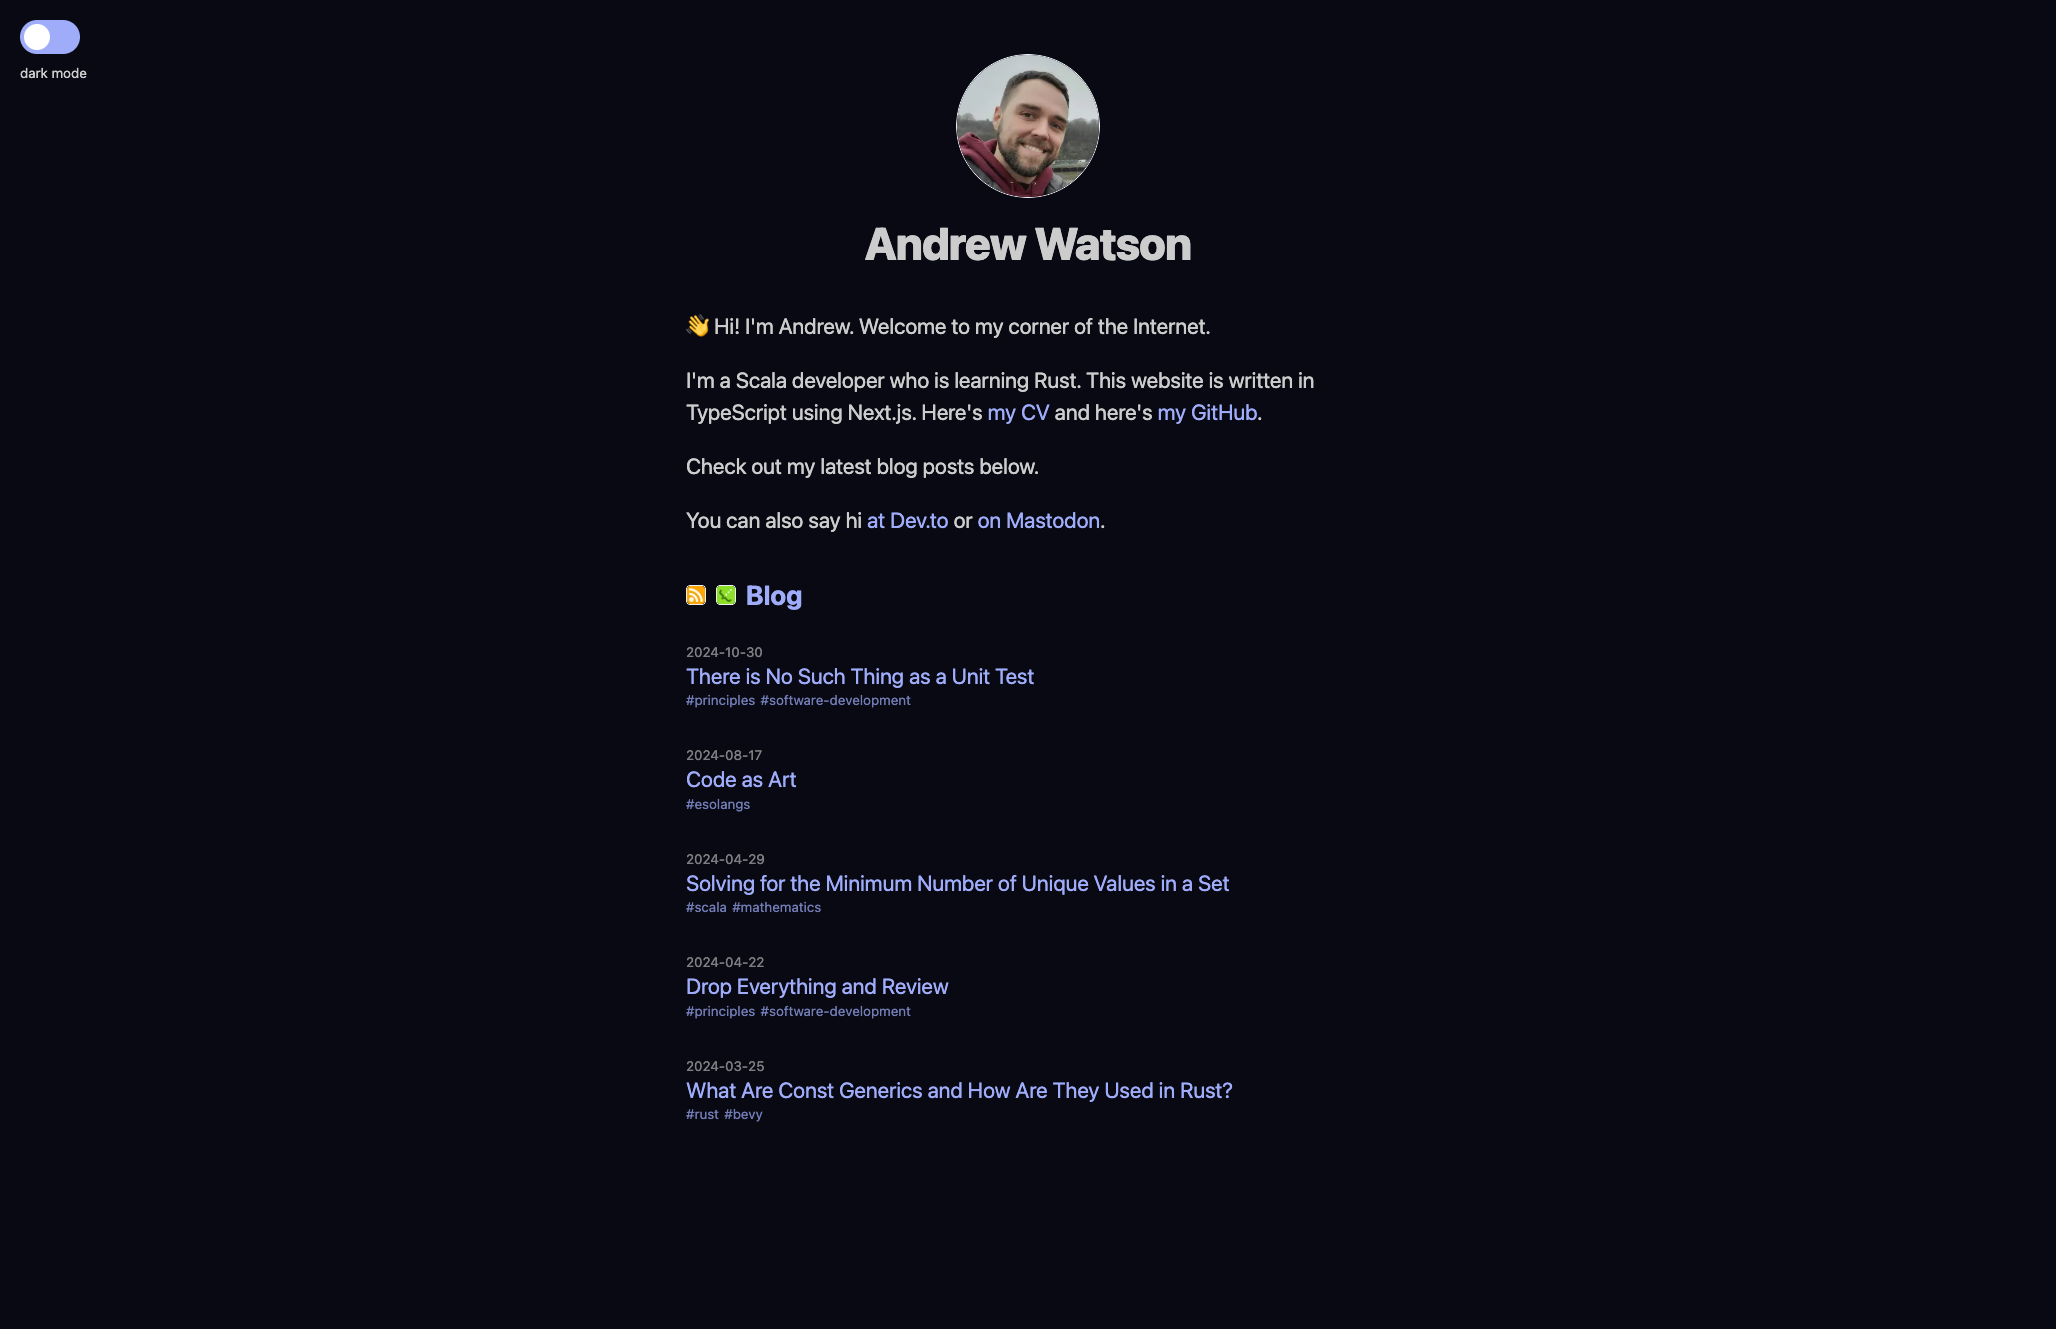 dark mode
Andrew Watson
👋 Hi! I'm Andrew. Welcome to my corner of the Internet.
I'm a Scala developer who is learning Rust. This website is written in
TypeScript using Next.js. Here's my CV and here's my GitHub.
Check out my latest blog posts below.
You can also say hi at Dev.to or on Mastodon.
Blog
2024-10-30
There is No Such Thing as a Unit Test
#principles #software-development
2024-08-17
Code as Art
#esolangs
2024-04-29
Solving for the Minimum Number of Unique Values in a Set
#scala #mathematics
2024-04-22
Drop Everything and Review
#principles #software-development
2024-03-25
What Are Const Generics and How Are They Used in Rust?
#rust #bevy